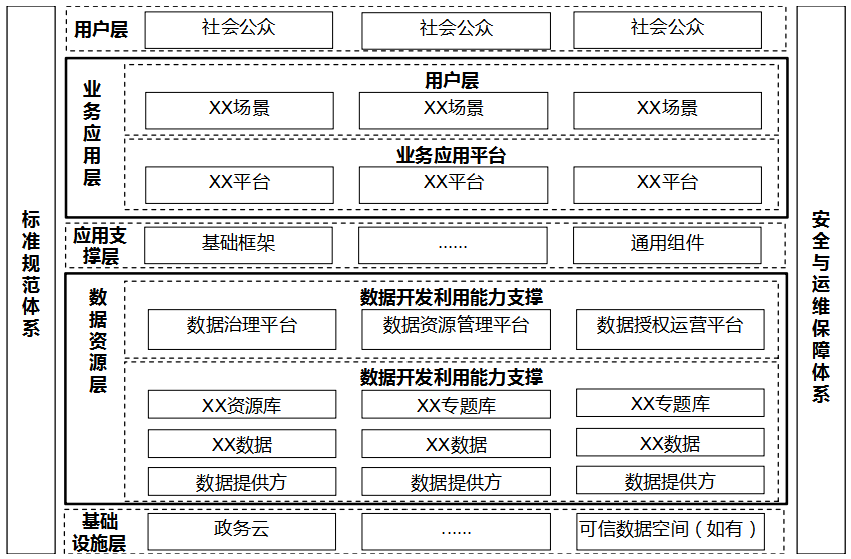 标准规范体系
用户层
社会公众
社会公众
社会公众
业务应用层
用户层
XX场景
XX场景
XX场景
业务应用平台
XX平台
XX平台
XX平台
应用支
撑层
基础框架
......
通用组件
数据资源层
数据开发利用能力支撑
数据治理平台
数据资源管理平台
数据授权运营平台
数据开发利用能力支撑
XX资源库
XX专题库
XX专题库
XX数据
XX数据
XX数据
数据提供方
数据提供方
数据提供方
基础
设施层
政务云
......
可信数据空间（如有）
安全与运维保障体系